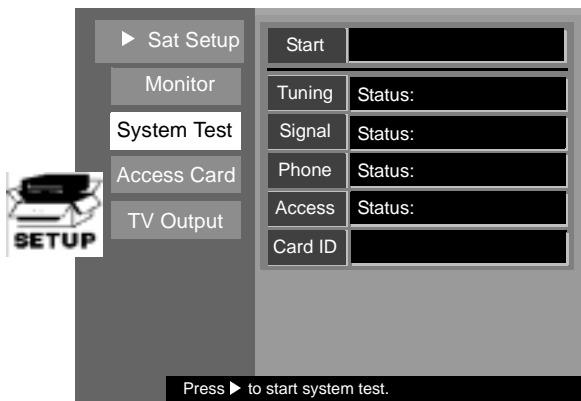 ▶ Sat Setup
Monitor
System Test
Access Card
TV Output
SETUP
Start
Tuning Status:
Signal Status:
Phone Status:
Access Status:
Card ID
Press ▶ to start system test.